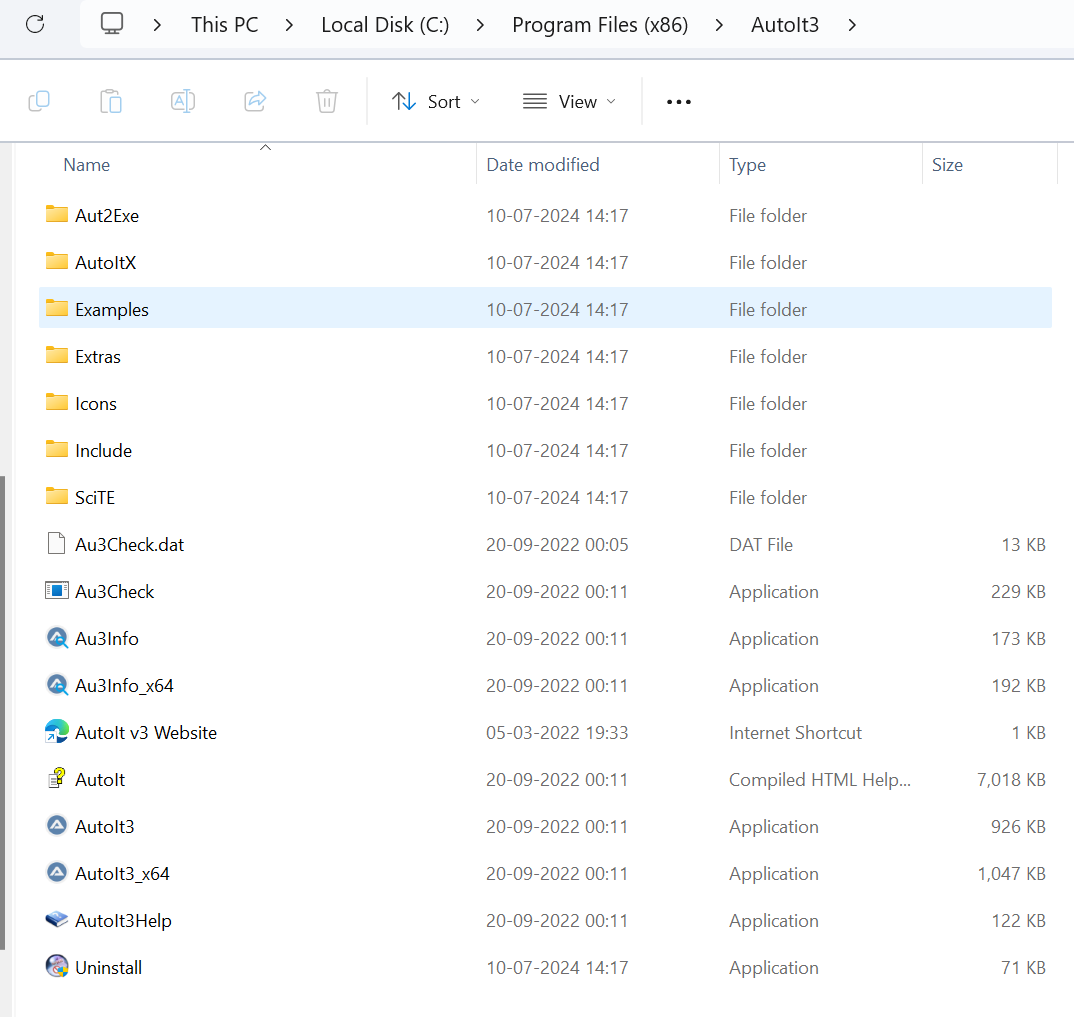 This PC > Local Disk (C:) > Program Files (x86) > AutoIt3 >
Sort View
Name Date modified Type Size
Aut2Exe 10-07-2024 14:17 File folder
AutoItX 10-07-2024 14:17 File folder
Examples 10-07-2024 14:17 File folder
Extras 10-07-2024 14:17 File folder
Icons 10-07-2024 14:17 File folder
Include 10-07-2024 14:17 File folder
SciTE 10-07-2024 14:17 File folder
Au3Check.dat 20-09-2022 00:05 DAT File 13 KB
Au3Check 20-09-2022 00:11 Application 229 KB
Au3Info 20-09-2022 00:11 Application 173 KB
Au3Info_x64 20-09-2022 00:11 Application 192 KB
AutoIt v3 Website 05-03-2022 19:33 Internet Shortcut 1 KB
AutoIt 20-09-2022 00:11 Compiled HTML Help... 7,018 KB
AutoIt3 20-09-2022 00:11 Application 926 KB
AutoIt3_x64 20-09-2022 00:11 Application 1,047 KB
AutoIt3Help 20-09-2022 00:11 Application 122 KB
Uninstall 10-07-2024 14:17 Application 71 KB